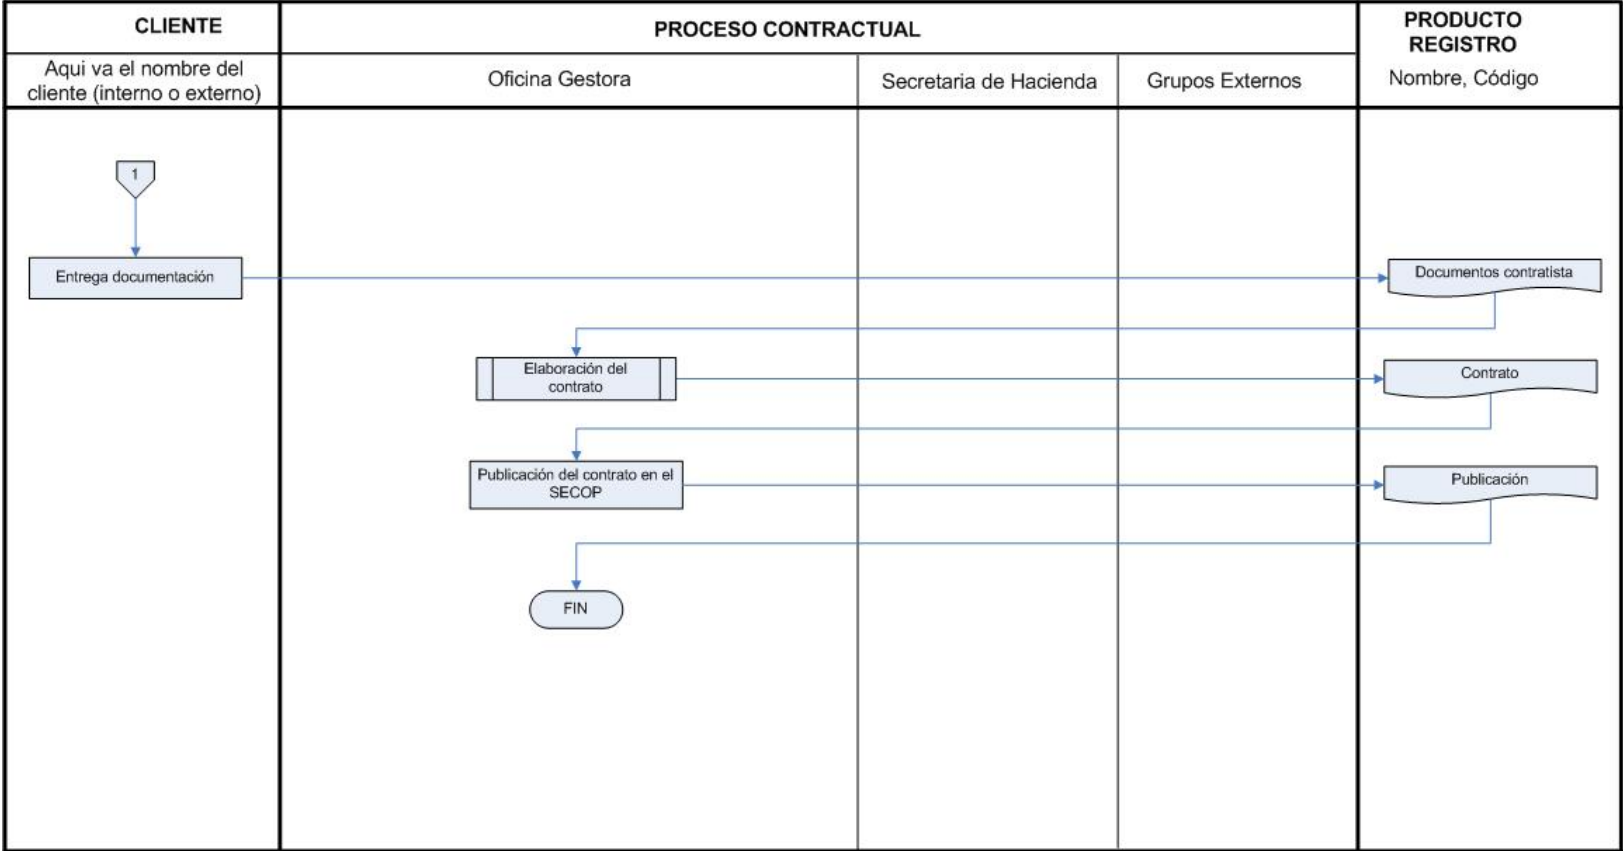 CLIENTE
PROCESO CONTRACTUAL
PRODUCTO
REGISTRO
Nombre, Código
Aqui va el nombre del
cliente (interno o externo)
Oficina Gestora
Secretaria de Hacienda
Grupos Externos
1
Entrega documentación
Documentos contratista
Elaboración del
contrato
Contrato
Publicación del contrato en el
SECOP
Publicación
FIN